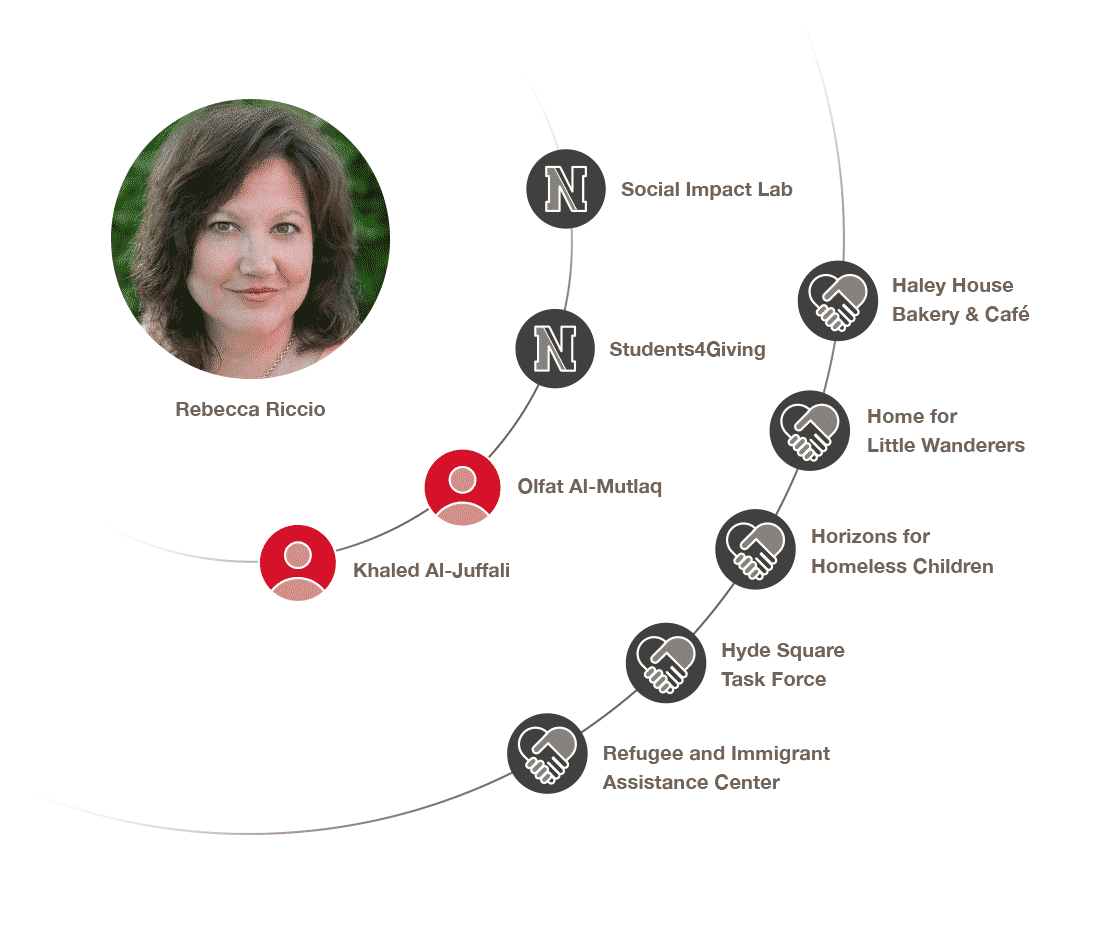 Rebecca Riccio
N
Social Impact Lab
N
Students4Giving
Olfat Al-Mutlaq
Khaled Al-Juffali
Haley House
Bakery & Café
Home for
Little Wanderers
Horizons for
Homeless Children
Hyde Square
Task Force
Refugee and Immigrant
Assistance Center